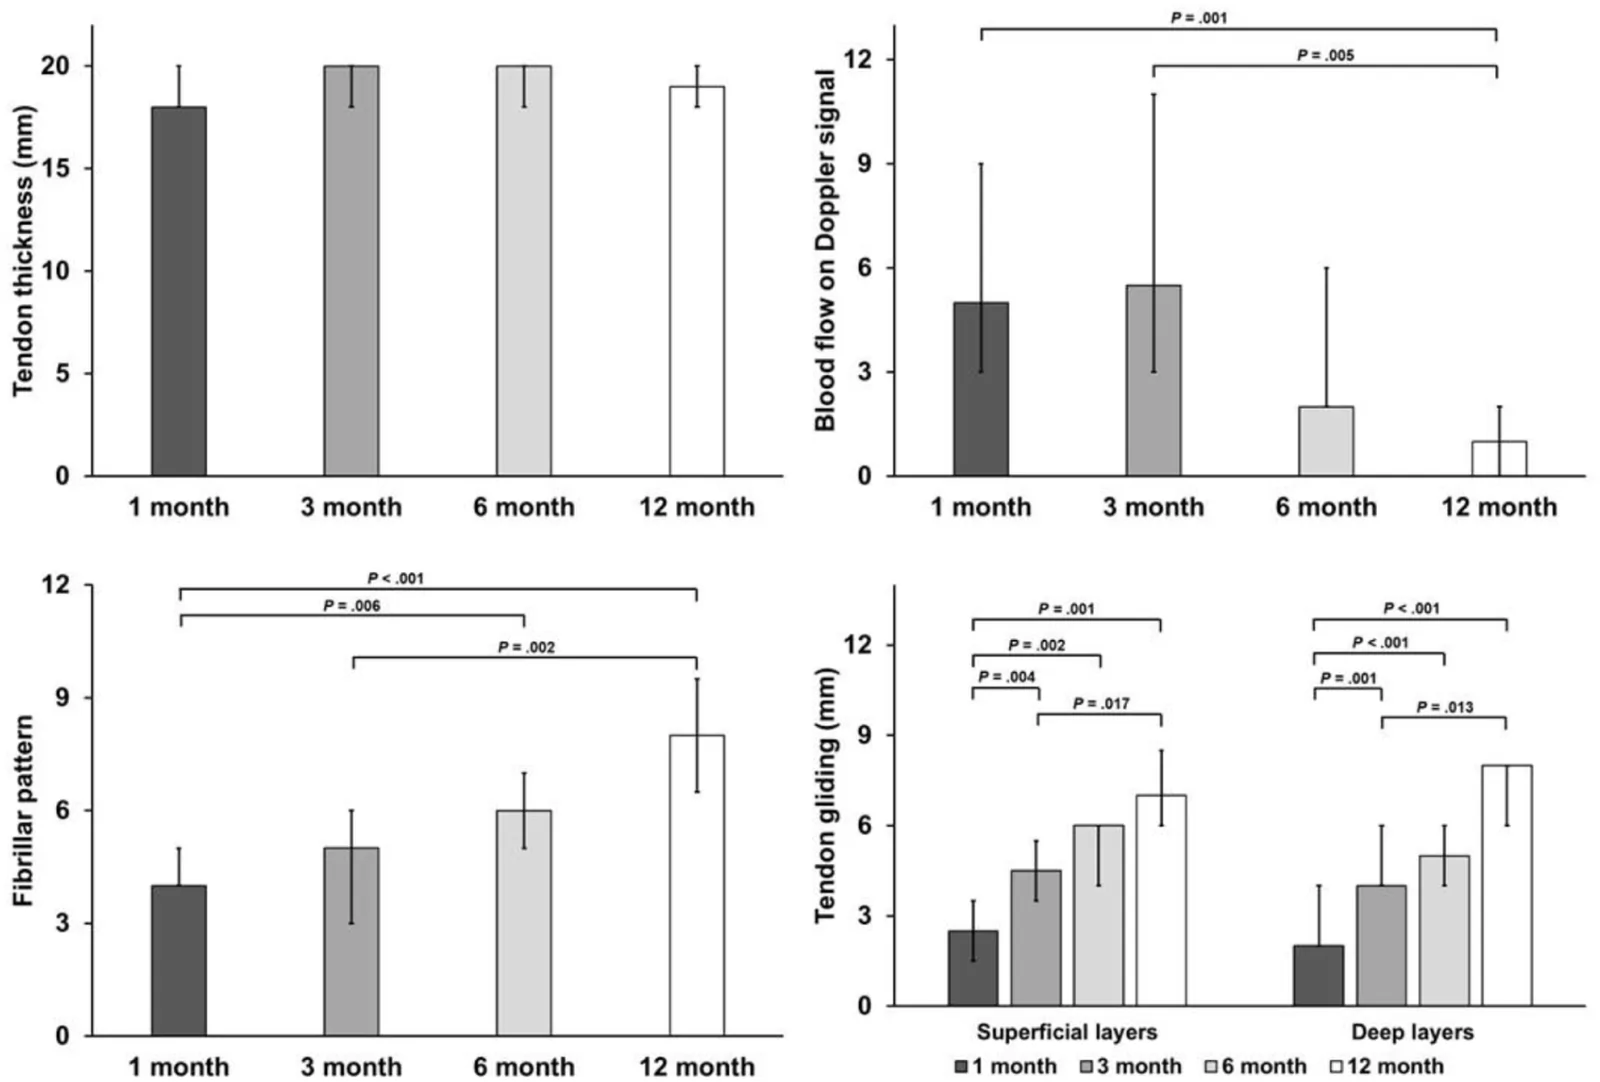 Tendon thickness (mm)
20
15
10
5
0
1 month 3 month 6 month 12 month
Blood flow on Doppler signal
P = .001
P = .005
12
9
6
3
0
1 month 3 month 6 month 12 month
Fibrillar pattern
12
9
6
3
0
P < .001
P = .006
P = .002
1 month 3 month 6 month 12 month
Tendon gliding (mm)
12
9
6
3
0
P = .001
P = .002
P = .004
P = .017
P < .001
P < .001
P = .001
P = .013
Superficial layers Deep layers
1 month 3 month 6 month 12 month